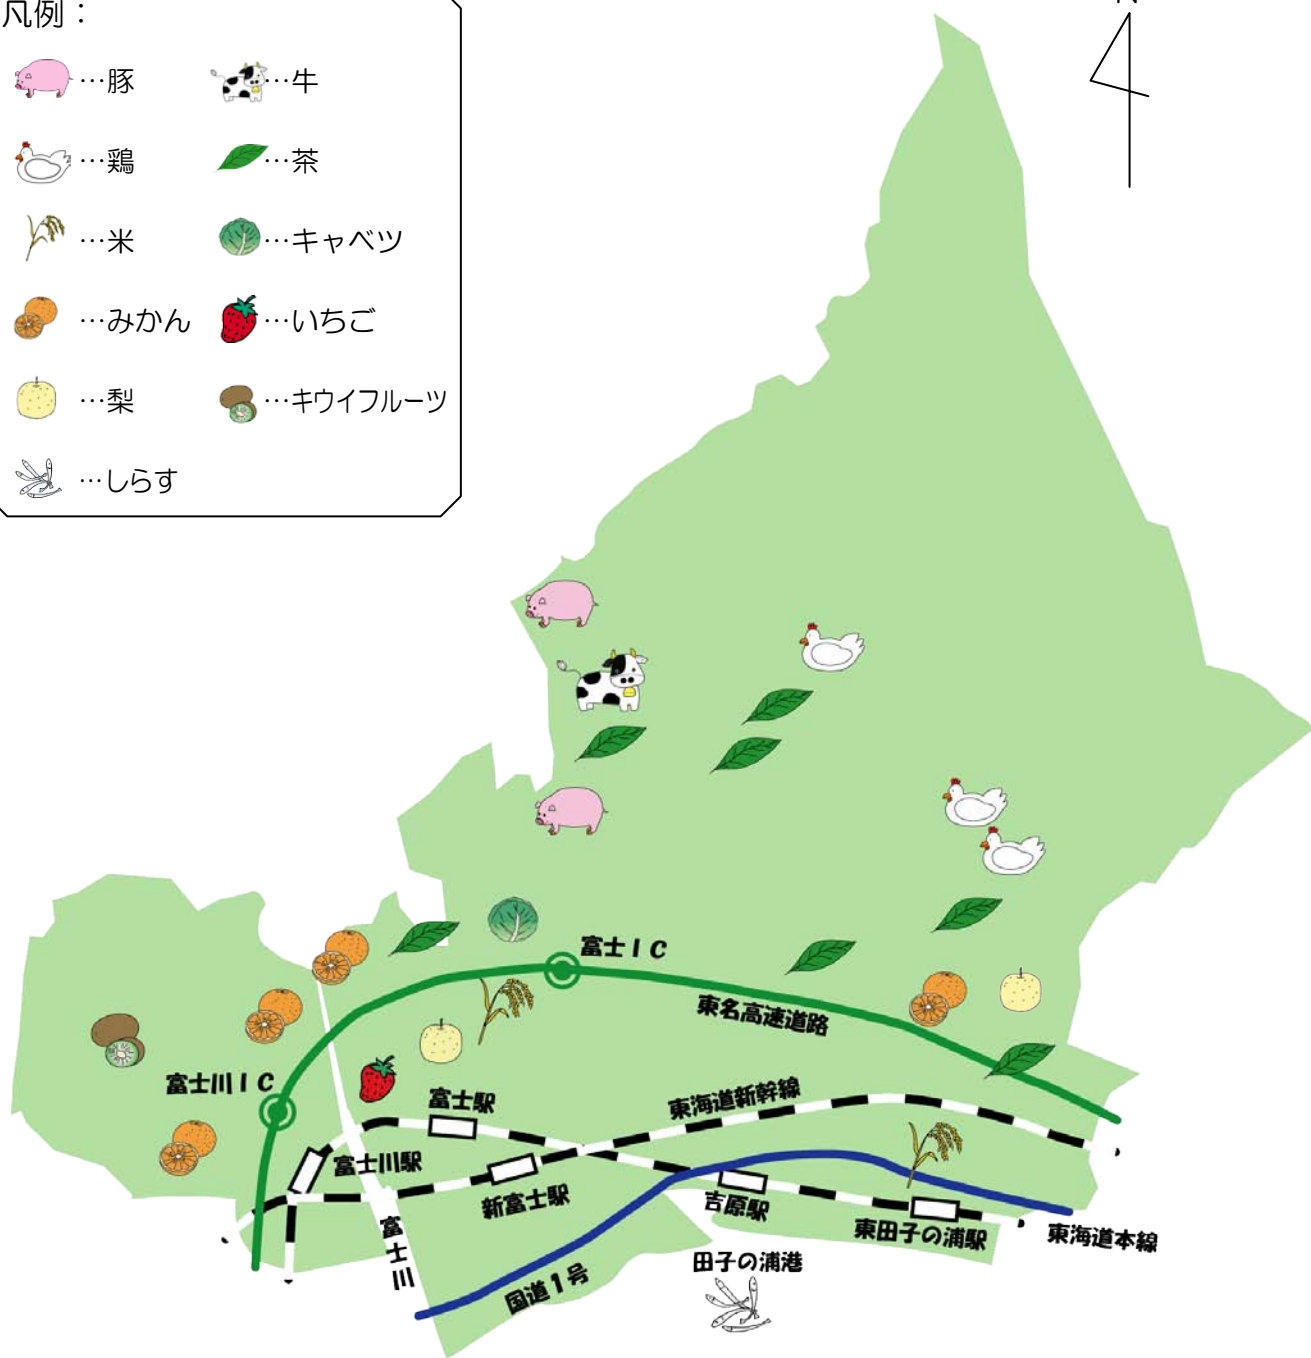 凡例：
N
…豚
…牛
…鶏
…茶
…米
…キャベツ
…みかん
…いちご
…梨
…キウイフルーツ
…しらす
富士ＩＣ
東名高速道路
富士川ＩＣ
富士駅
東海道新幹線
富士川駅
新富士駅
吉原駅
東田子の浦駅
東海道本線
富士川
田子の浦港
国道1号